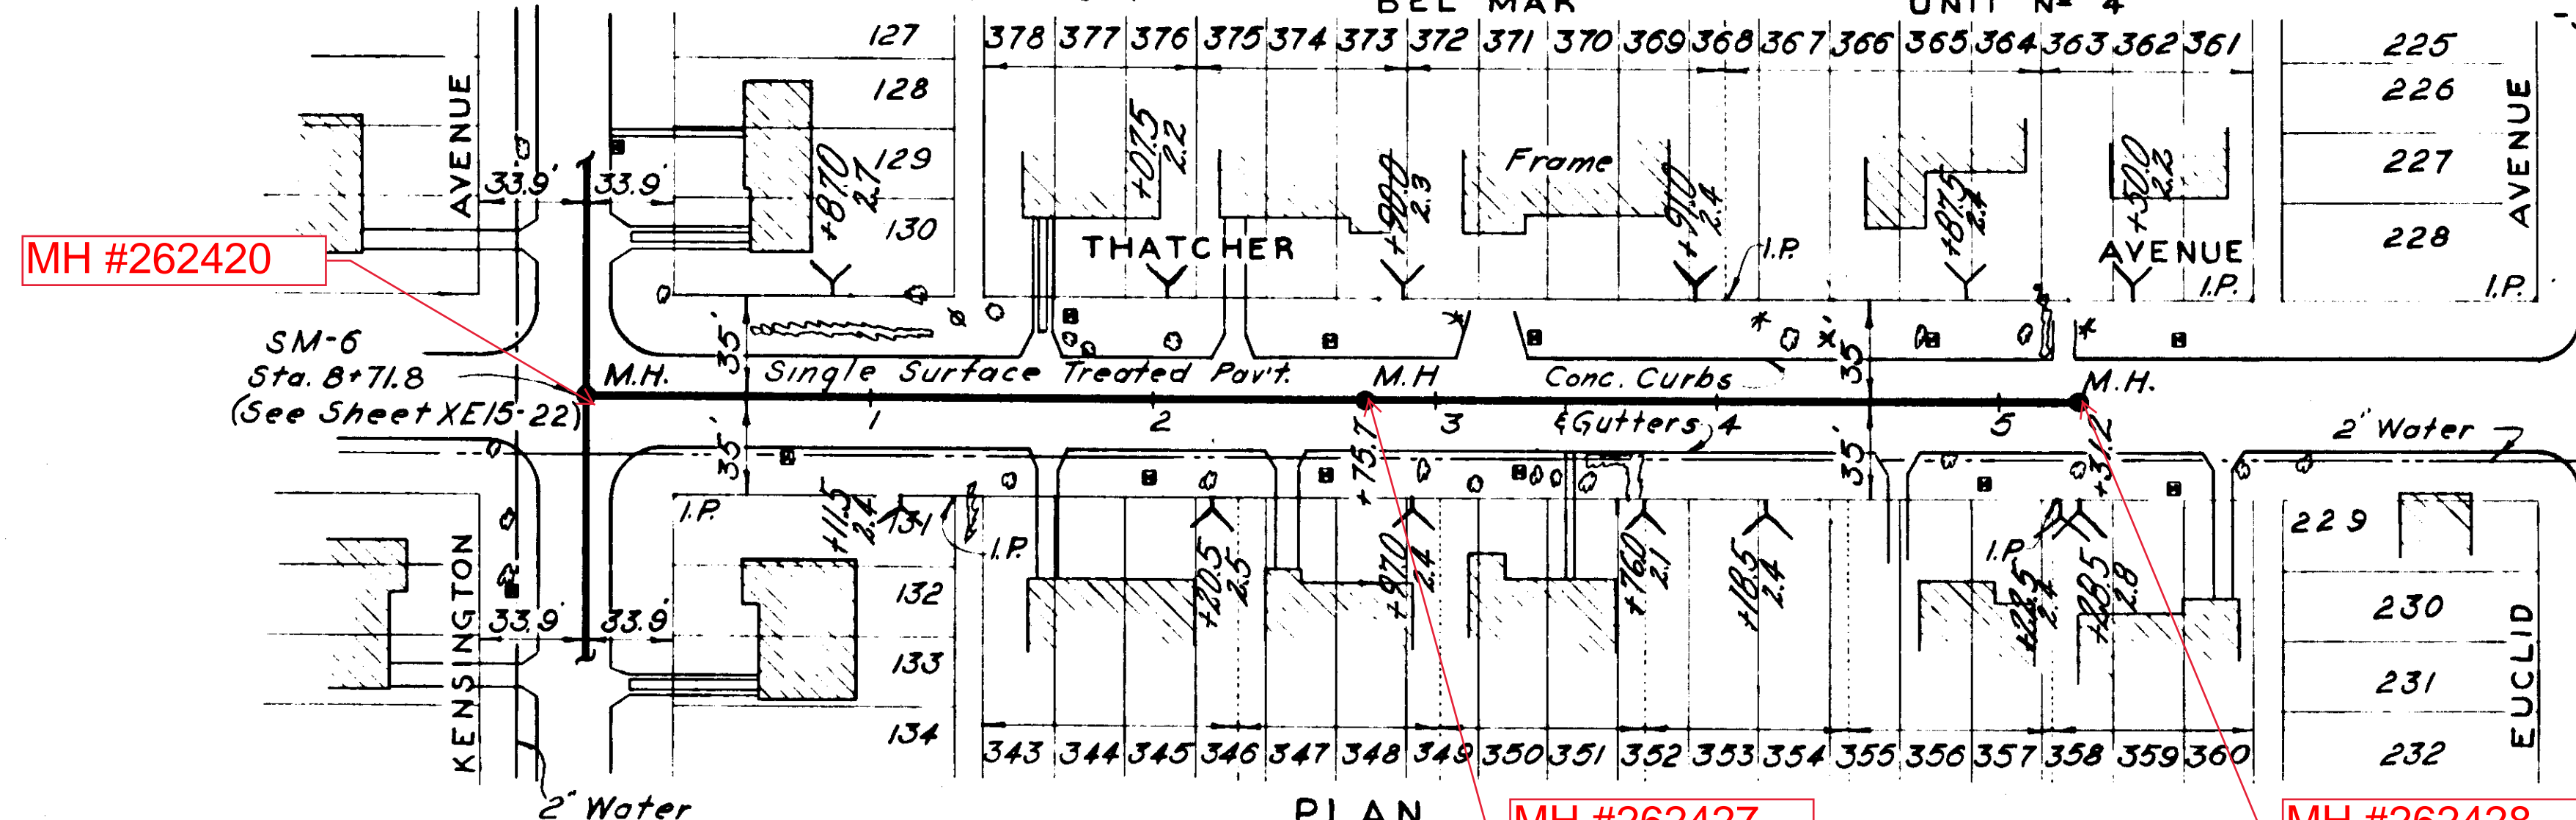 BEL MAR UNIT Nº 4
127 378 377 376 375 374 373 372 371 370 369 368 367 366 365 364 363 362 361 225
128 226
129 227
130 228
AVENUE
AVENUE
33.9' 33.9'
+87.0
2.7
+07.5
2.2
+90.0
2.3
Frame
+91.0
2.4
+87.5
2.4
+50.0
2.2
MH #262420
THATCHER AVENUE
I.P. I.P. I.P.
35' 35'
SM-6
Sta. 8+71.8
(See Sheet XE15-22)
M.H. Single Surface Treated Pav't. M.H Conc. Curbs M.H.
1 2 3 & Gutters 4 5
2" Water
35' 35'
+75.7
+31.2
I.P. I.P. I.P.
+11.5
2.4
+20.5
2.5
+97.0
2.4
+76.0
2.1
+18.5
2.4
+28.5
2.4
+28.5
2.8
131 229
132 230
133 231
134 343 344 345 346 347 348 349 350 351 352 353 354 355 356 357 358 359 360 232
33.9' 33.9'
KENSINGTON
EUCLID
2" Water
PLAN
MH #262427
MH #262428